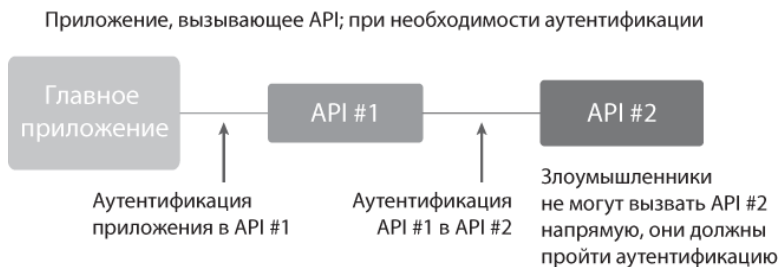 Приложение, вызывающее API; при необходимости аутентификации
Главное
приложение
API #1
API #2
Аутентификация
приложения в API #1
Аутентификация
API #1 в API #2
Злоумышленники
не могут вызвать API #2
напрямую, они должны
пройти аутентификацию